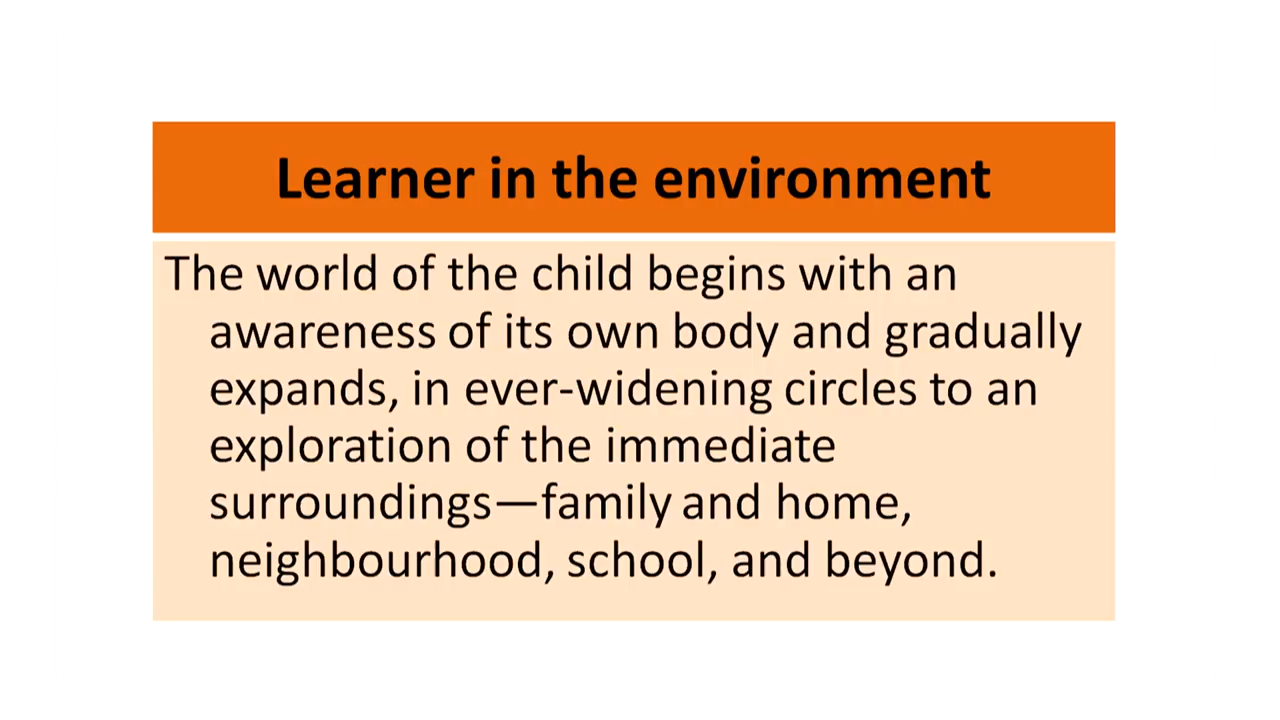 Learner in the environment
The world of the child begins with an
awareness of its own body and gradually
expands, in ever-widening circles to an
exploration of the immediate
surroundings—family and home,
neighbourhood, school, and beyond.